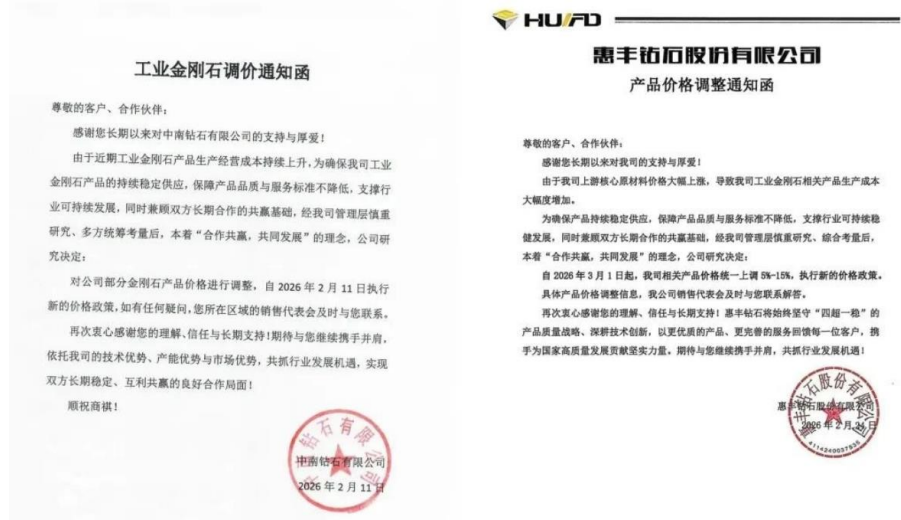 工业金刚石调价通知函
尊敬的客户、合作伙伴：
感谢您长期以来对中南钻石有限公司的支持与厚爱！
由于近期工业金刚石产品生产经营成本持续上升，为确保我司工业
金刚石产品的持续稳定供应，保障产品品质与服务标准不降低，支撑行
业可持续发展，同时兼顾双方长期合作的共赢基础，经我司管理层慎重
研究、多方统筹考量后，本着“合作共赢，共同发展”的理念，公司研
究决定：
对公司部分金刚石产品价格进行调整，自 2026 年 2 月 11 日执行
新的价格政策，如有任何疑问，您所在区域的销售代表会及时与您联系。
再次衷心感谢您的理解、信任与长期支持！期待与您继续携手并肩，
依托我司的技术优势、产能优势与市场优势，共抓行业发展机遇，实现
双方长期稳定、互利共赢的良好合作局面！
顺祝商祺！
中南钻石有限公司
2026 年 2 月 11 日
HUIFD
惠丰钻石股份有限公司
产品价格调整通知函
尊敬的客户、合作伙伴：
感谢您长期以来对我司的支持与厚爱！
由于我司上游核心原材料价格大幅上涨，导致我司工业金刚石相关产品生产成本
大幅度增加。
为确保产品持续稳定供应，保障产品品质与服务标准不降低，支撑行业可持续稳
健发展，同时兼顾双方长期合作的共赢基础，经我司管理层慎重研究、综合考量后，
本着“合作共赢，共同发展”的理念，公司研究决定：
自 2026 年 3 月 1 日起，我司相关产品价格统一上调 5%-15%，执行新的价格政策。
具体产品价格调整信息，我公司销售代表会及时与您联系解答。
再次衷心感谢您的理解、信任与长期支持！惠丰钻石将始终坚守“四超一稳”的
产品质量战略、深耕技术创新，以更优质的产品、更完善的服务回馈每一位客户，携
手为国家高质量发展贡献坚实力量。期待与您继续携手并肩，共抓行业发展机遇！
惠丰钻石股份有限公司
2026 年 2 月 24 日